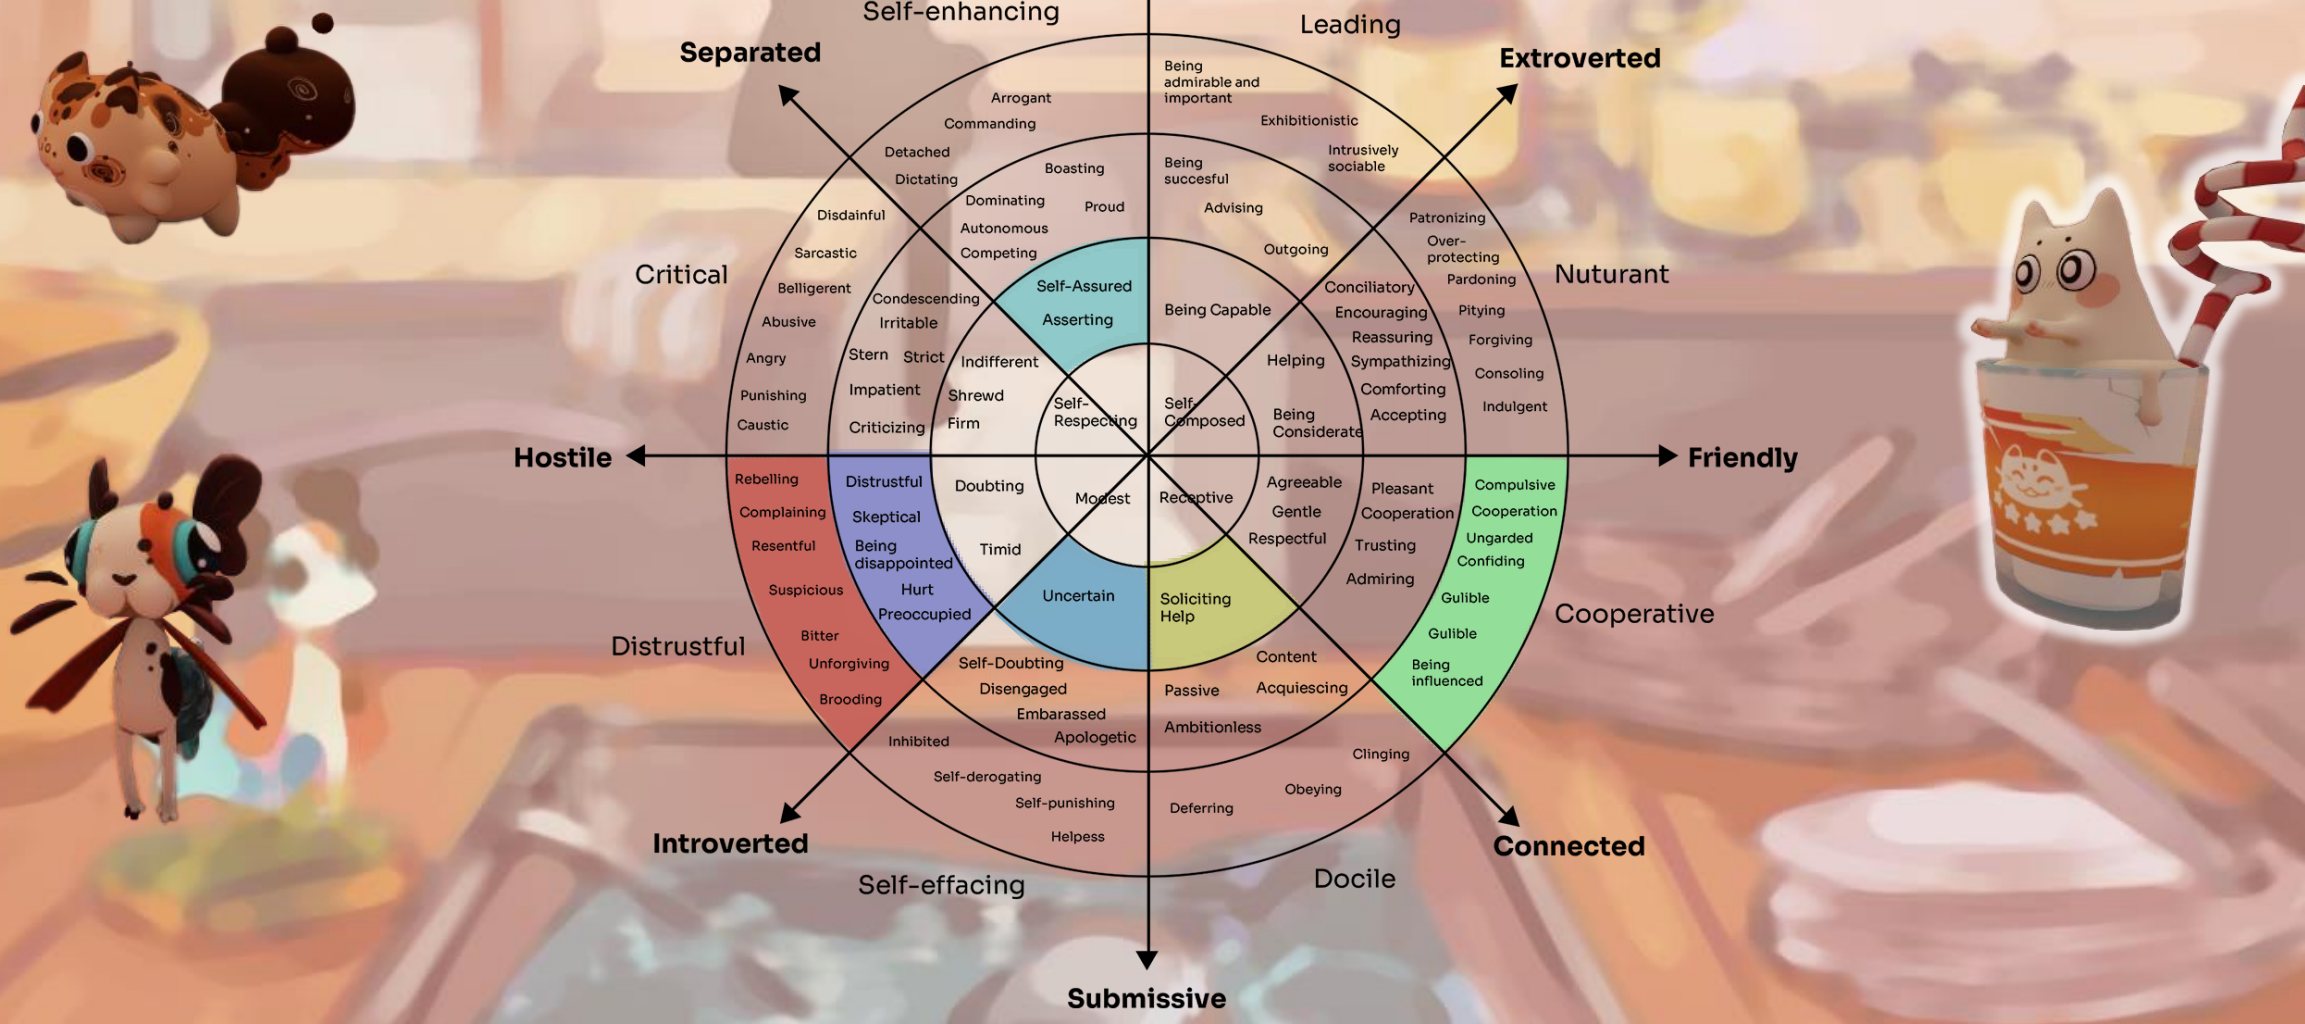 Self-enhancing
Leading
Separated
Extroverted
Critical
Nuturant
Hostile
Friendly
Distrustful
Cooperative
Introverted
Connected
Self-effacing
Docile
Submissive
Arrogant
Commanding
Detached
Dictating
Boasting
Dominating
Proud
Autonomous
Competing
Self-Assured
Asserting
Self-
Respecting
Being
admirable and
important
Exhibitionistic
Intrusively
sociable
Being
succesful
Advising
Outgoing
Being Capable
Self-
Composed
Patronizing
Over-
protecting
Pardoning
Pitying
Forgiving
Consoling
Indulgent
Conciliatory
Encouraging
Reassuring
Sympathizing
Comforting
Accepting
Helping
Being
Considerate
Disdainful
Sarcastic
Belligerent
Abusive
Angry
Punishing
Caustic
Condescending
Irritable
Stern
Strict
Impatient
Criticizing
Indifferent
Shrewd
Firm
Rebelling
Complaining
Resentful
Suspicious
Bitter
Unforgiving
Brooding
Distrustful
Skeptical
Being
disappointed
Hurt
Preoccupied
Doubting
Timid
Modest
Receptive
Agreeable
Gentle
Respectful
Pleasant
Cooperation
Trusting
Admiring
Compulsive
Cooperation
Ungarded
Confiding
Gulible
Gulible
Being
influenced
Uncertain
Self-Doubting
Disengaged
Embarassed
Apologetic
Inhibited
Self-derogating
Self-punishing
Helpess
Soliciting
Help
Content
Passive
Acquiescing
Ambitionless
Clinging
Obeying
Deferring